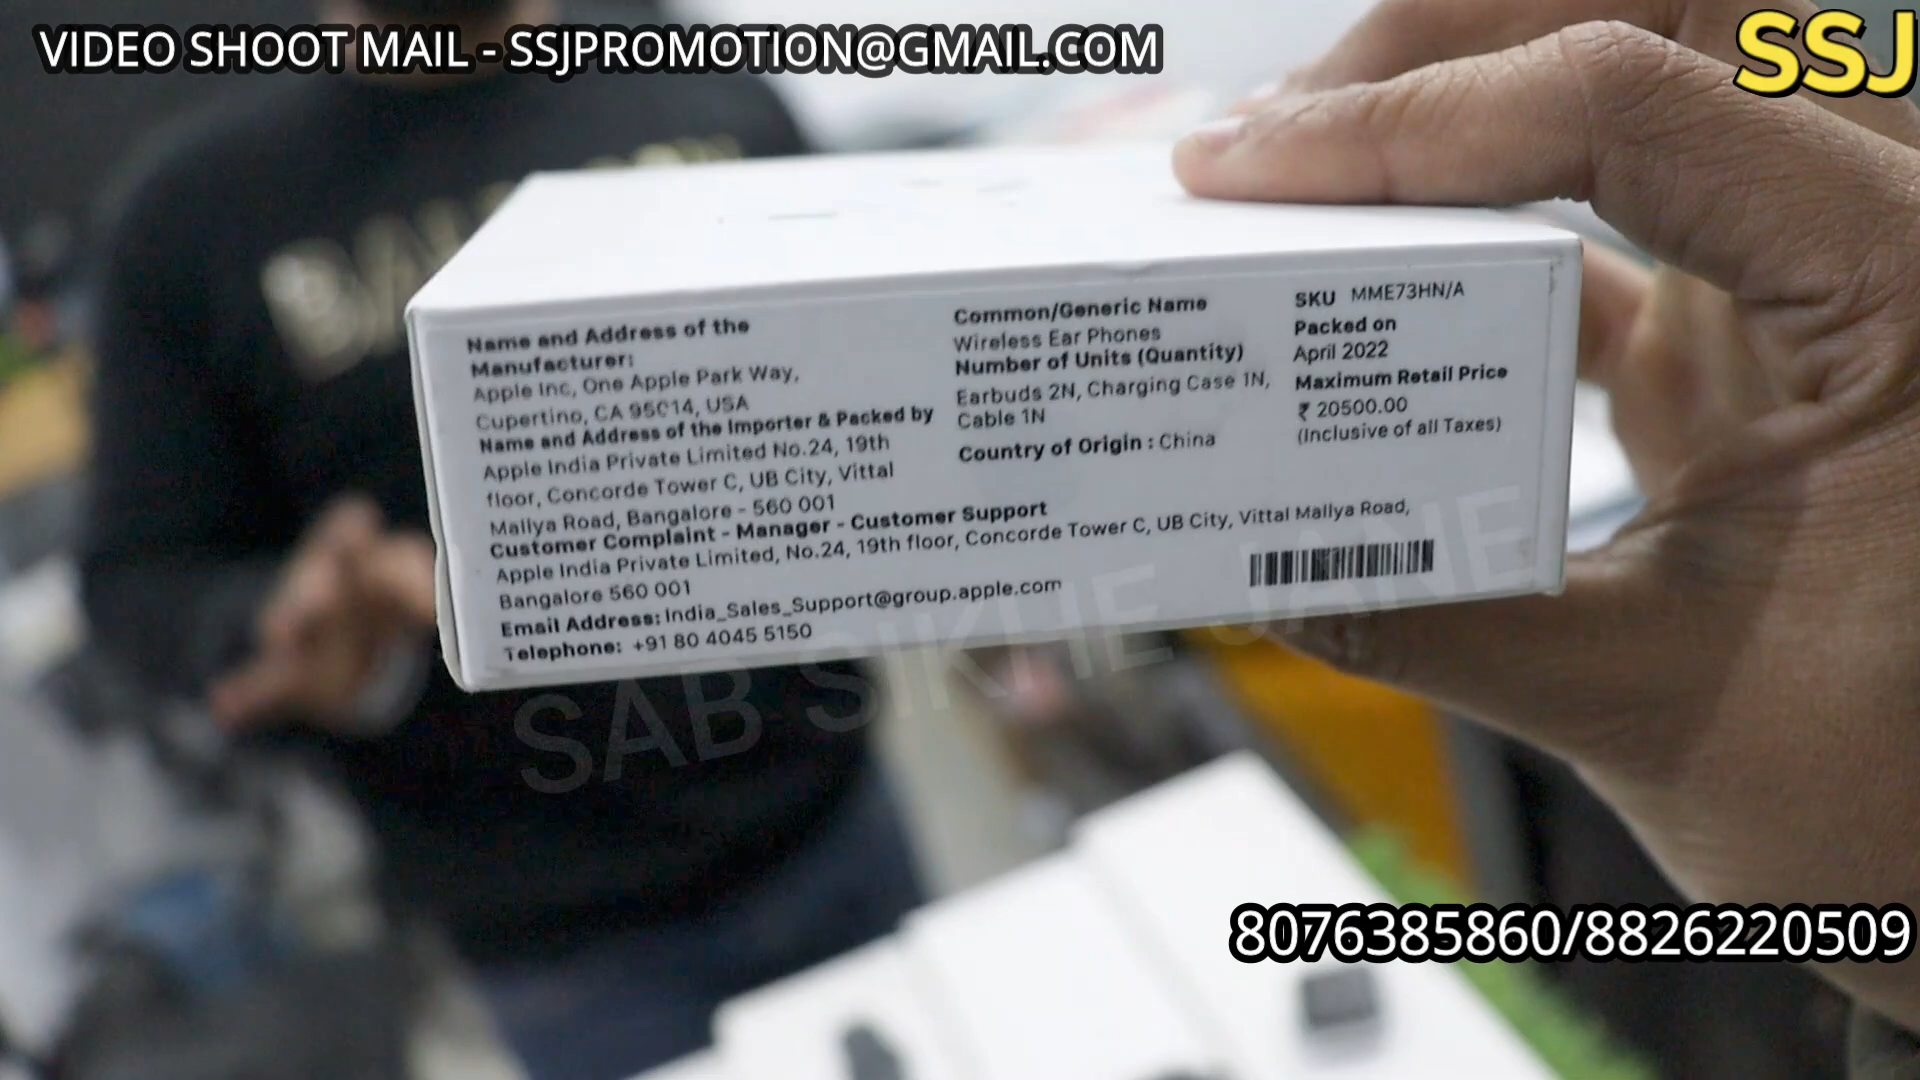 VIDEO SHOOT MAIL - SSJPROMOTION@GMAIL.COM
SSJ
Name and Address of the
Manufacturer:
Apple Inc, One Apple Park Way,
Cupertino, CA 95014, USA
Name and Address of the Importer & Packed by
Apple India Private Limited No.24, 19th
floor, Concorde Tower C, UB City, Vittal
Mallya Road, Bangalore - 560 001
Customer Complaint - Manager - Customer Support
Apple India Private Limited, No.24, 19th floor, Concorde Tower C, UB City, Vittal Mallya Road,
Bangalore 560 001
Email Address: India_Sales_Support@group.apple.com
Telephone: +91 80 4045 5150
Common/Generic Name
Wireless Ear Phones
Number of Units (Quantity)
Earbuds 2N, Charging Case 1N,
Cable 1N
Country of Origin : China
SKU MME73HN/A
Packed on
April 2022
Maximum Retail Price
₹ 20500.00
(Inclusive of all Taxes)
SAB SIKHE JANE
8076385860/8826220509